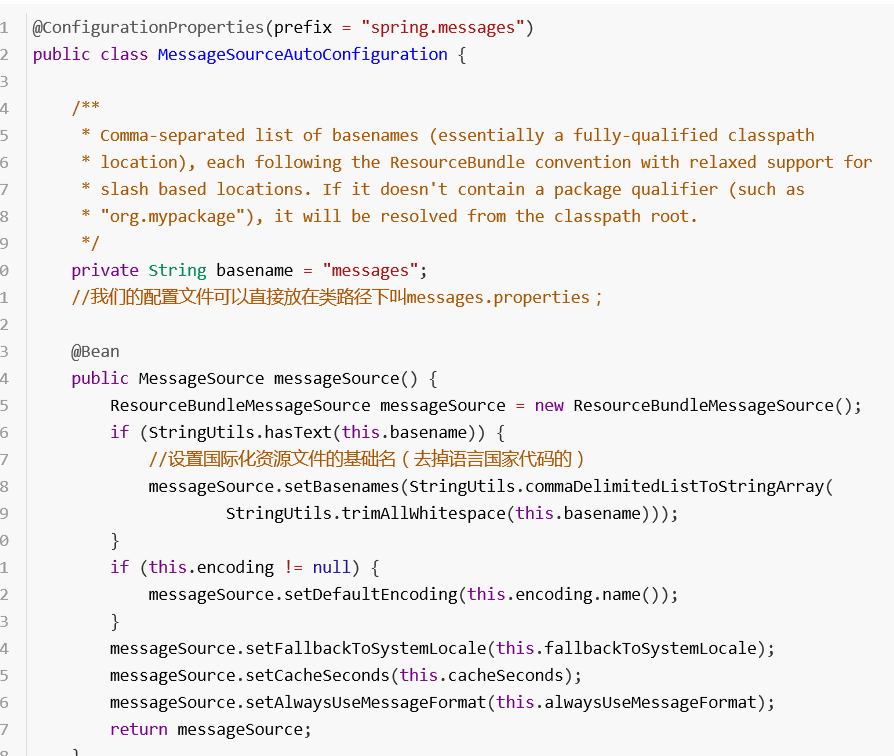 1 @ConfigurationProperties(prefix = "spring.messages")
2 public class MessageSourceAutoConfiguration {
3
4     /**
5      * Comma-separated list of basenames (essentially a fully-qualified classpath
6      * location), each following the ResourceBundle convention with relaxed support for
7      * slash based locations. If it doesn't contain a package qualifier (such as
8      * "org.mypackage"), it will be resolved from the classpath root.
9      */
0     private String basename = "messages";
1     //我们的配置文件可以直接放在类路径下叫messages.properties；
2
3     @Bean
4     public MessageSource messageSource() {
5         ResourceBundleMessageSource messageSource = new ResourceBundleMessageSource();
6         if (StringUtils.hasText(this.basename)) {
7             //设置国际化资源文件的基础名（去掉语言国家代码的）
8             messageSource.setBasenames(StringUtils.commaDelimitedListToStringArray(
9                     StringUtils.trimAllWhitespace(this.basename)));
0         }
1         if (this.encoding != null) {
2             messageSource.setDefaultEncoding(this.encoding.name());
3         }
4         messageSource.setFallbackToSystemLocale(this.fallbackToSystemLocale);
5         messageSource.setCacheSeconds(this.cacheSeconds);
6         messageSource.setAlwaysUseMessageFormat(this.alwaysUseMessageFormat);
7         return messageSource;
8     }